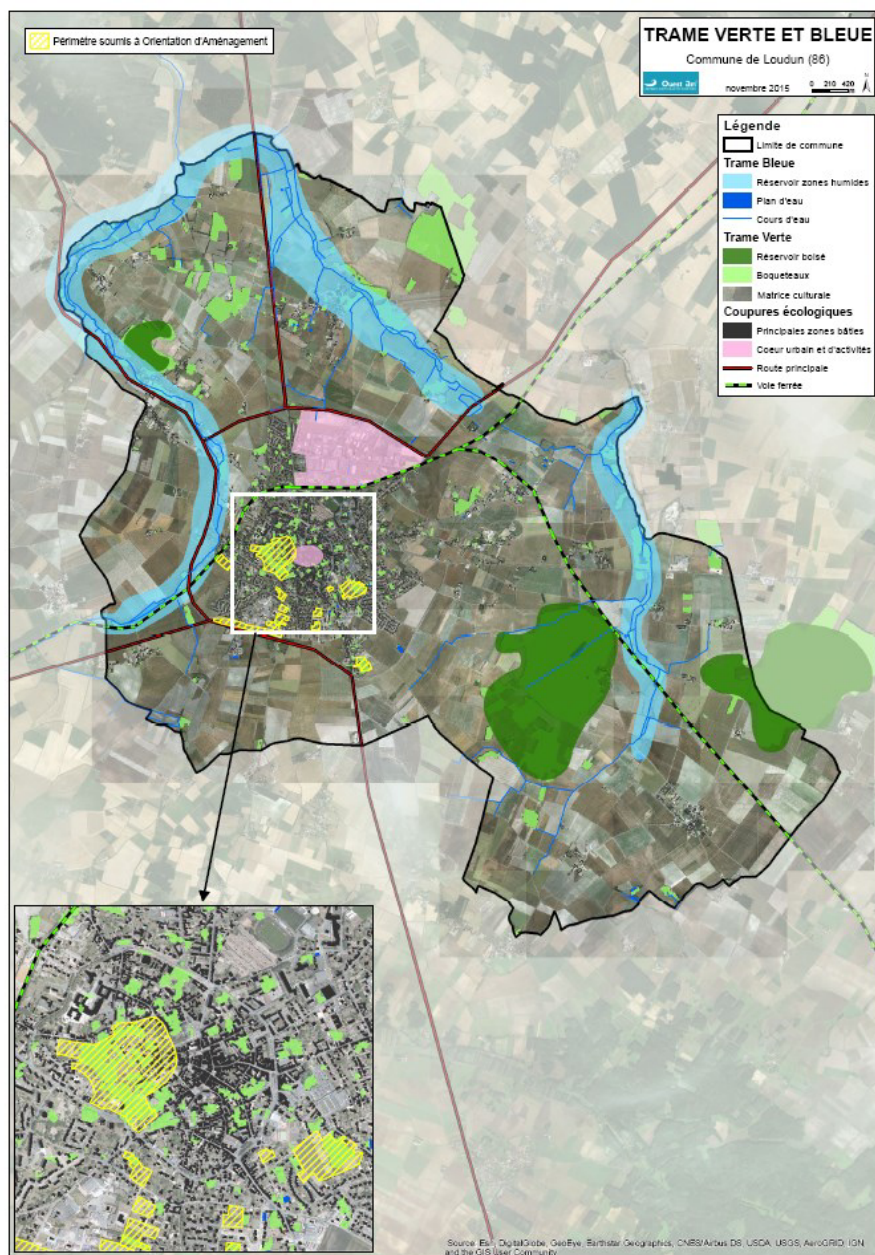 Périmètre soumis à Orientation d'Aménagement
TRAME VERTE ET BLEUE
Commune de Loudun (86)
Ouest Am'
novembre 2015
0 210 420
m
N
Légende
Limite de commune
Trame Bleue
Réservoir zones humides
Plan d'eau
Cours d'eau
Trame Verte
Réservoir boisé
Boqueteaux
Matrice culturale
Coupures écologiques
Principales zones bâties
Coeur urbain et d'activités
Route principale
Voie ferrée
Source: Esri, DigitalGlobe, GeoEye, Earthstar Geographics, CNES/Airbus DS, USDA, USGS, AeroGRID, IGN,
and the GIS User Community